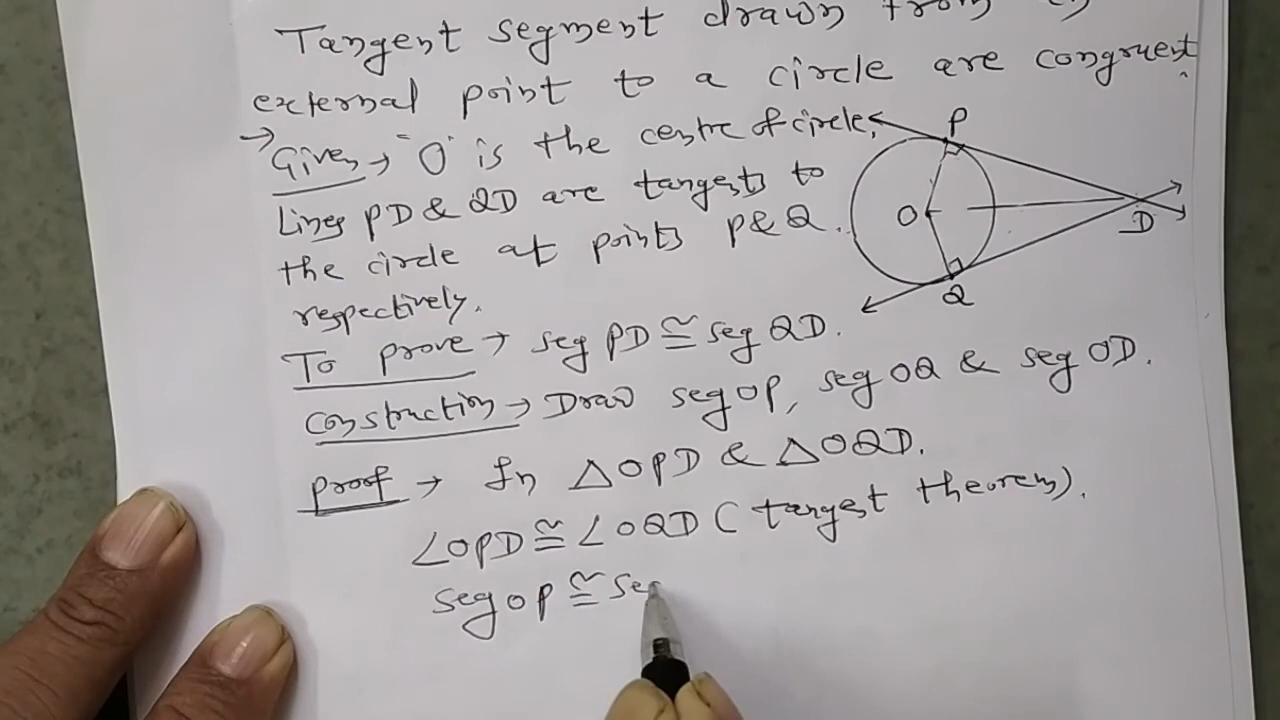 Tangent segment drawn from
external point to a circle are congruent.
→ Given → "O" is the centre of circle,
Lines PD & QD are tangents to
the circle at points P & Q.
respectively.
To prove → seg PD ≅ seg QD.
Construction → Draw seg OP, seg OQ & seg OD.
Proof → In △OPD & △OQD.
∠OPD ≅ ∠OQD (tangent theorem).
seg OP ≅ se
P
O
D
Q